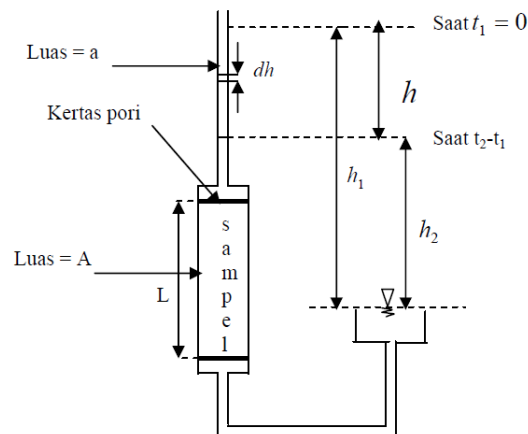 Saat t₁ = 0
Luas = a
dh
h
Kertas pori
Saat t₂-t₁
h₁
h₂
Luas = A
L
s
a
m
p
e
l